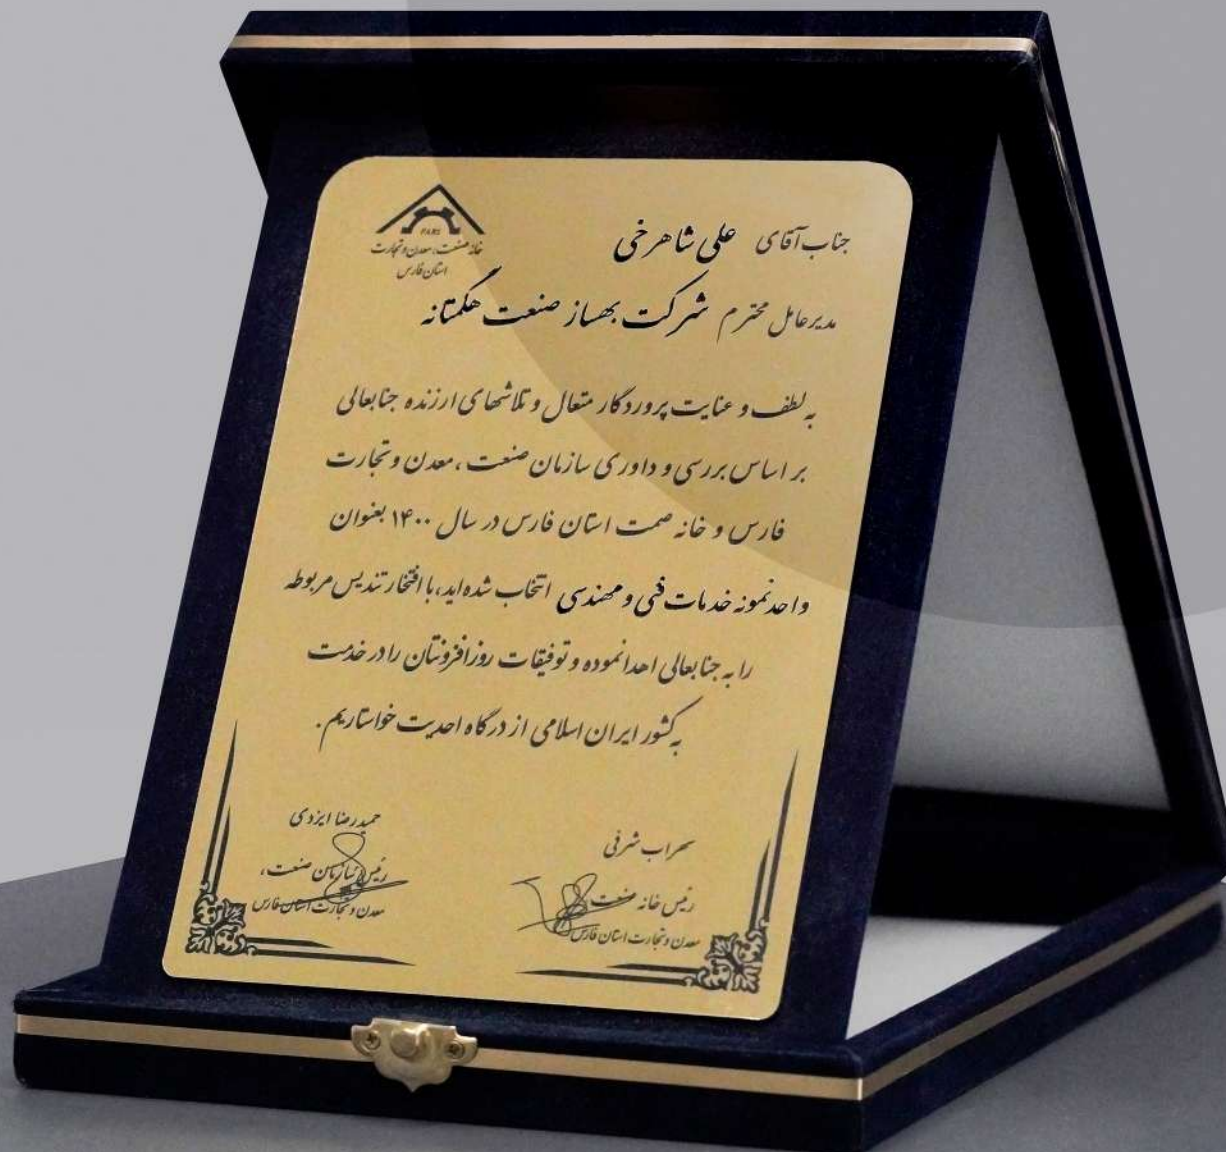 FARS
خانه صنعت، معدن و تجارت
استان فارس
جناب آقای علی شاهرخی
مدیرعامل محترم شرکت بهساز صنعت هگمتانه
به لطف و عنایت پروردگار متعال و تلاشهای ارزنده جنابعالی
بر اساس بررسی و داوری سازمان صنعت، معدن و تجارت
فارس و خانه صمت استان فارس در سال ۱۴۰۰ بعنوان
واحد نمونه خدمات فنی و مهندسی انتخاب شده‌اید، با افتخار تندیس مربوطه
را به جنابعالی اهدا نموده و توفیقات روزافزونتان را در خدمت
به کشور ایران اسلامی از درگاه احدیت خواستاریم.
سهراب شرفی
رئیس خانه صنعت،
معدن و تجارت استان فارس
حمیدرضا ایزدی
رئیس سازمان صنعت،
معدن و تجارت استان فارس